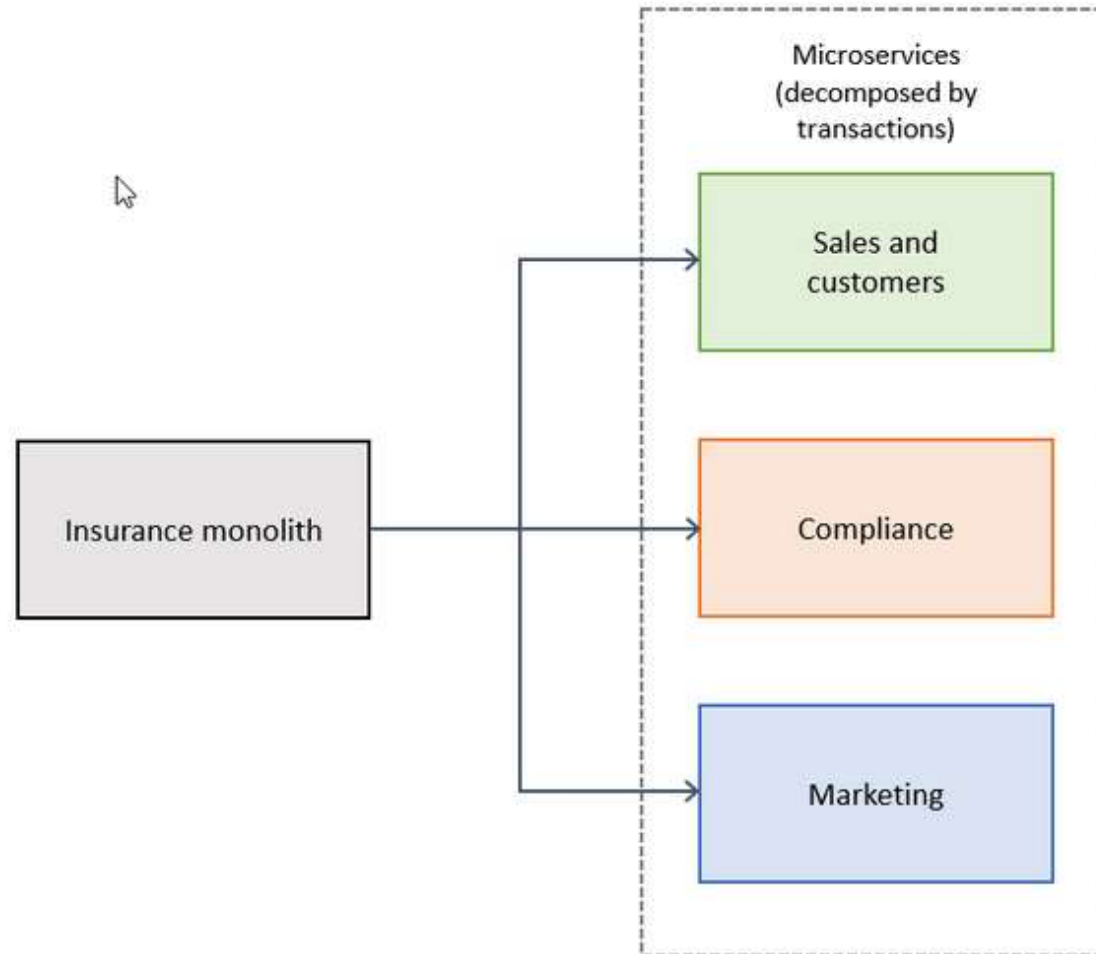 Microservices
(decomposed by
transactions)
Sales and
customers
Insurance monolith
Compliance
Marketing